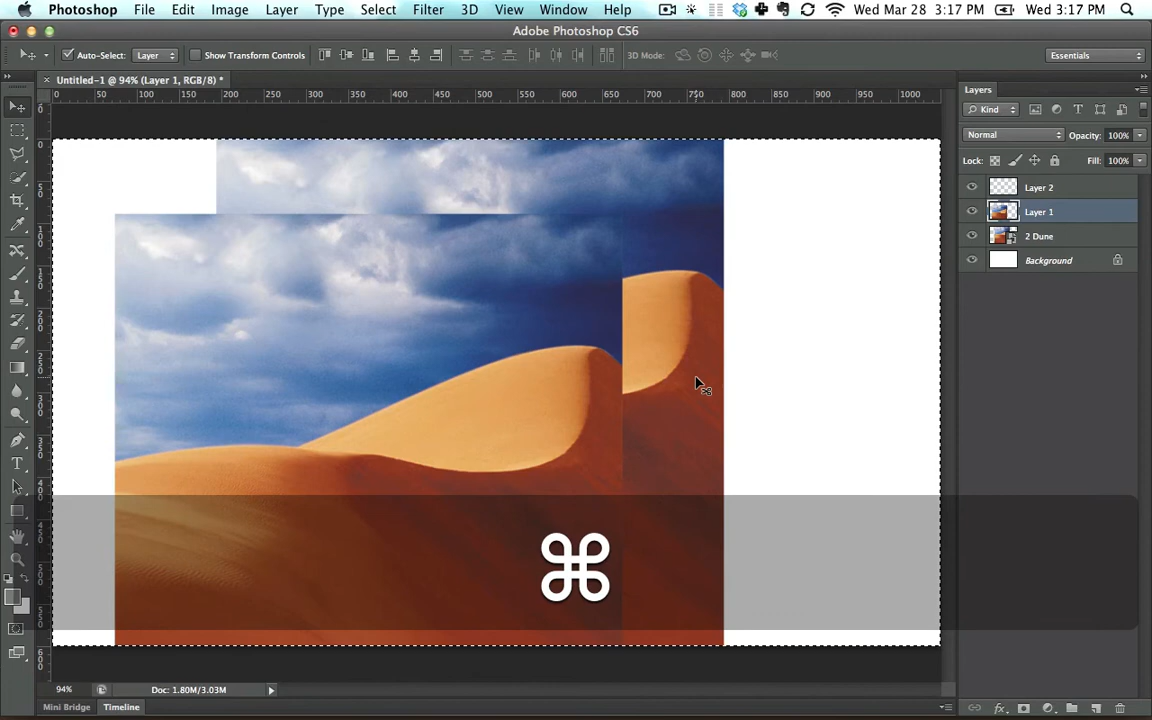 Photoshop File Edit Image Layer Type Select Filter 3D View Window Help Wed Mar 28 3:17 PM Wed 3:17 PM
Adobe Photoshop CS6
Auto-Select: Layer Show Transform Controls 3D Mode: Essentials
Untitled-1 @ 94% (Layer 1, RGB/8) *
0 50 100 150 200 250 300 350 400 450 500 550 600 650 700 750 800 850 900 950 1000
Layers
Kind
Normal Opacity: 100%
Lock: Fill: 100%
Layer 2
Layer 1
2 Dune
Background
⌘
94% Doc: 1.80M/3.03M
Mini Bridge Timeline